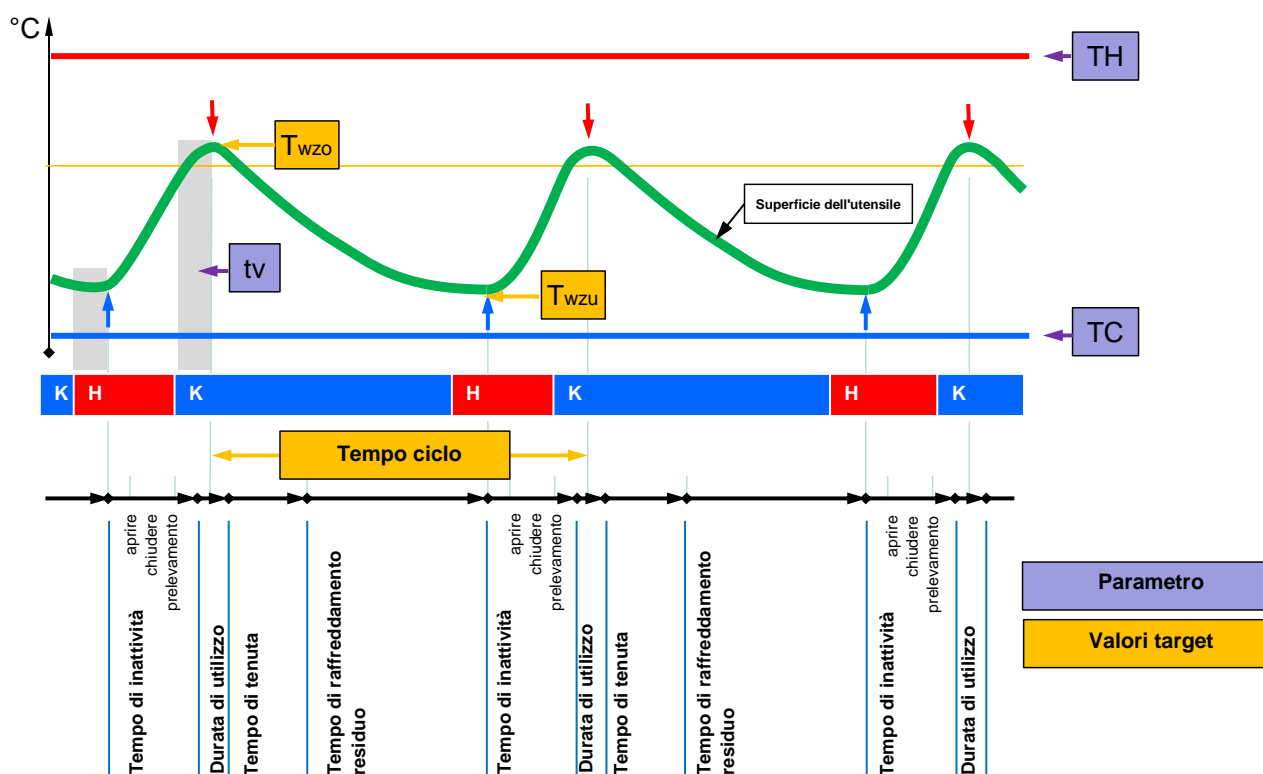 °C
TH
Twzo
Superficie dell'utensile
tv
Twzu
TC
K
H
K
H
K
H
K
Tempo ciclo
aprire
chiudere
prelevamento
aprire
chiudere
prelevamento
aprire
chiudere
prelevamento
Tempo di inattività
Durata di utilizzo
Tempo di tenuta
Tempo di raffreddamento
residuo
Tempo di inattività
Durata di utilizzo
Tempo di tenuta
Tempo di raffreddamento
residuo
Tempo di inattività
Durata di utilizzo
Parametro
Valori target